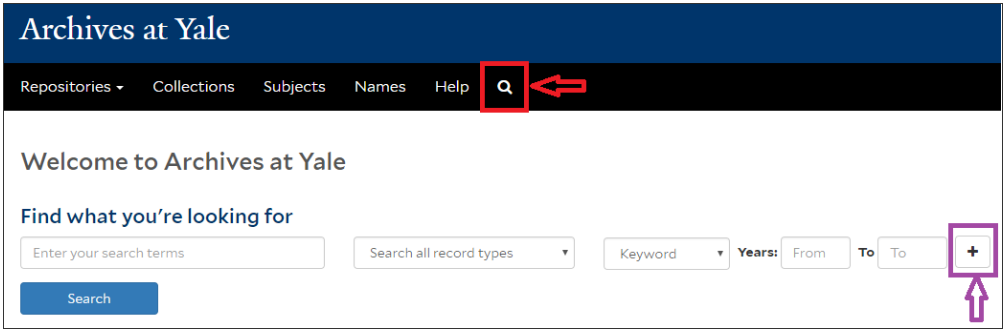 Archives at Yale
Repositories Collections Subjects Names Help
Welcome to Archives at Yale
Find what you're looking for
Enter your search terms Search all record types Keyword Years: From To To +
Search